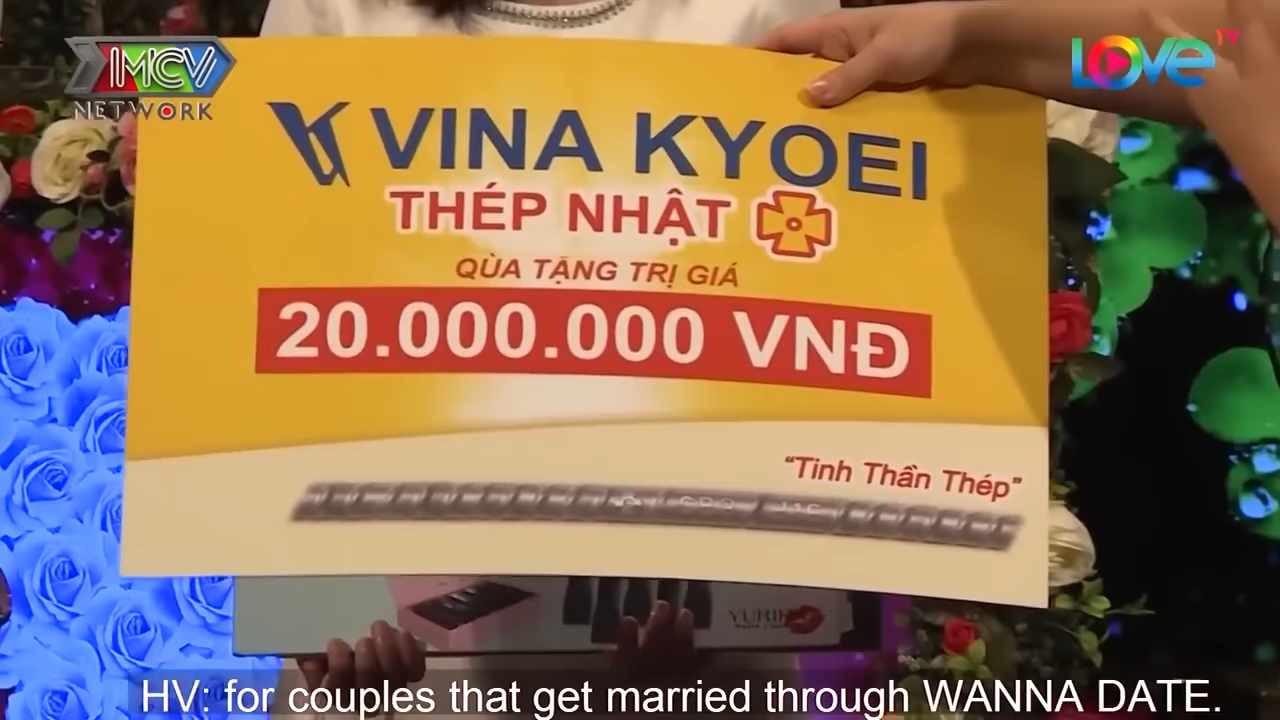 MCV
NETWORK
LOVE TV
VINA KYOEI
THÉP NHẬT
QÙA TẶNG TRỊ GIÁ
20.000.000 VNĐ
"Tinh Thần Thép"
HV: for couples that get married through WANNA DATE.